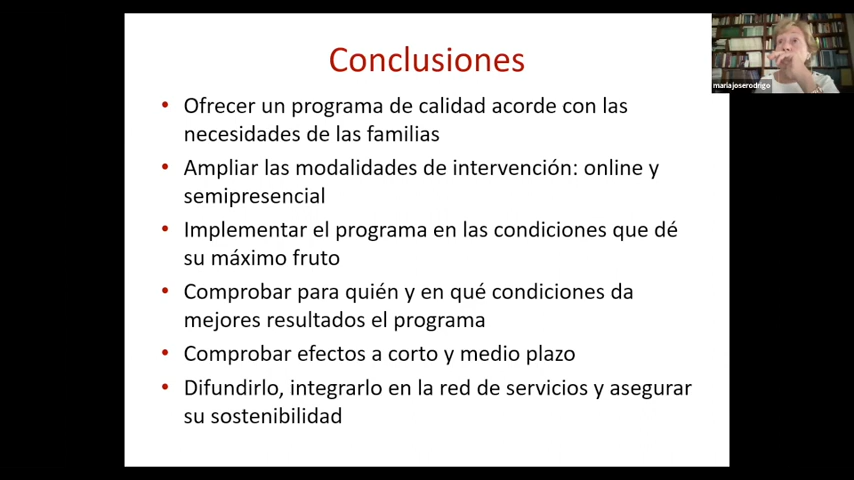 Conclusiones
mariajoserodrigo
• Ofrecer un programa de calidad acorde con las
necesidades de las familias
• Ampliar las modalidades de intervención: online y
semipresencial
• Implementar el programa en las condiciones que dé
su máximo fruto
• Comprobar para quién y en qué condiciones da
mejores resultados el programa
• Comprobar efectos a corto y medio plazo
• Difundirlo, integrarlo en la red de servicios y asegurar
su sostenibilidad